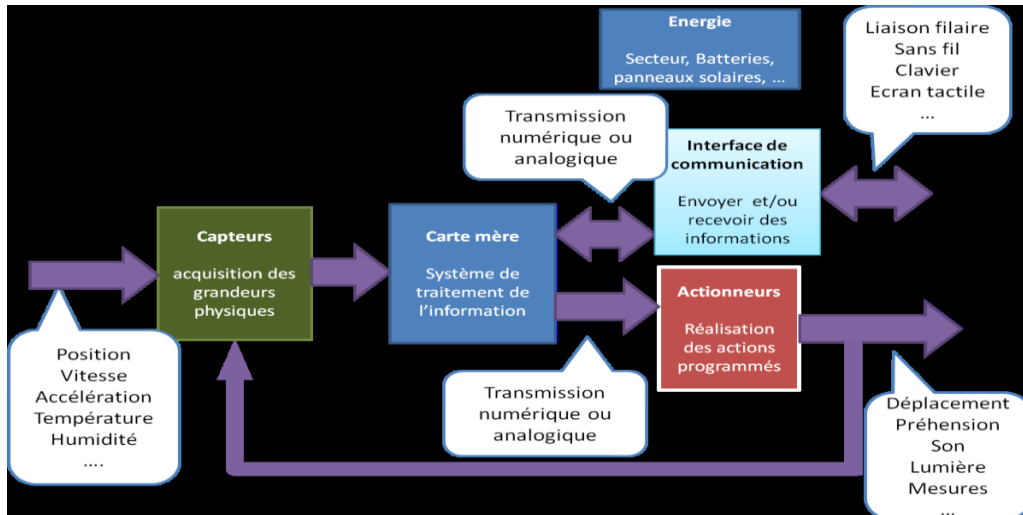 Energie
Secteur, Batteries,
panneaux solaires, ...
Liaison filaire
Sans fil
Clavier
Ecran tactile
...
Transmission
numérique ou
analogique
Interface de
communication
Envoyer et/ou
recevoir des
informations
Capteurs
acquisition des
grandeurs
physiques
Carte mère
Système de
traitement de
l’information
Actionneurs
Réalisation
des actions
programmés
Position
Vitesse
Accélération
Température
Humidité
....
Transmission
numérique ou
analogique
Déplacement
Préhension
Son
Lumière
Mesures
...